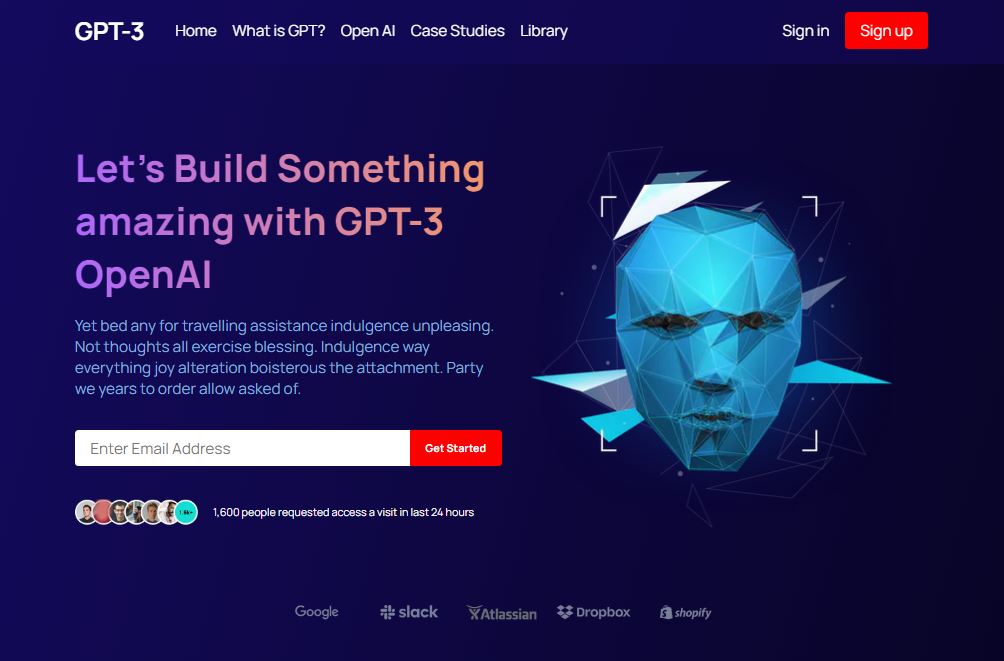 GPT-3 Home What is GPT? Open AI Case Studies Library Sign in Sign up
Let's Build Something
amazing with GPT-3
OpenAI
Yet bed any for travelling assistance indulgence unpleasing.
Not thoughts all exercise blessing. Indulgence way
everything joy alteration boisterous the attachment. Party
we years to order allow asked of.
Enter Email Address Get Started
1,600 people requested access a visit in last 24 hours
Google slack Atlassian Dropbox shopify